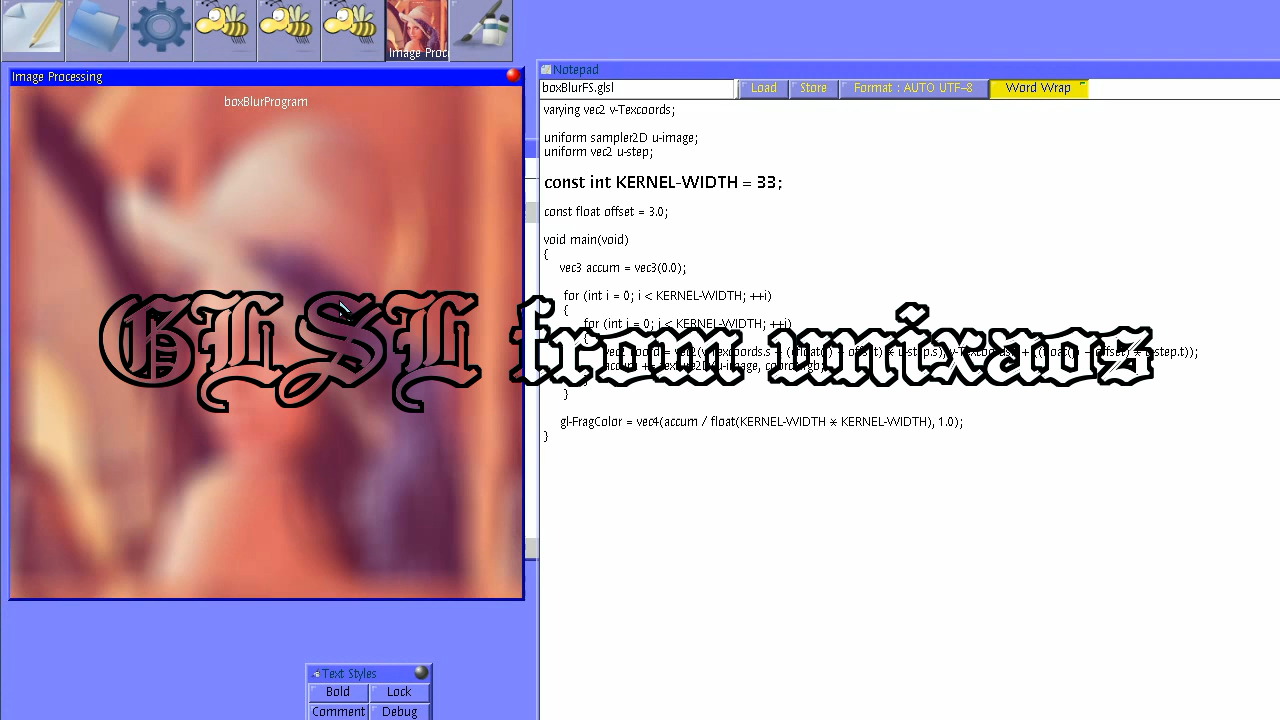 Image Proc
Image Processing
boxBlurProgram
Notepad
boxBlurFS.glsl
Load
Store
Format : AUTO UTF-8
Word Wrap
varying vec2 v-Texcoords;
uniform sampler2D u-image;
uniform vec2 u-step;
const int KERNEL-WIDTH = 33;
const float offset = 3.0;
void main(void)
{
vec3 accum = vec3(0.0);
for (int i = 0; i < KERNEL-WIDTH; ++i)
{
for (int j = 0; j < KERNEL-WIDTH; ++j)
GLSL from unixaos
}
gl-FragColor = vec4(accum / float(KERNEL-WIDTH * KERNEL-WIDTH), 1.0);
}
Text Styles
Bold
Lock
Comment
Debug